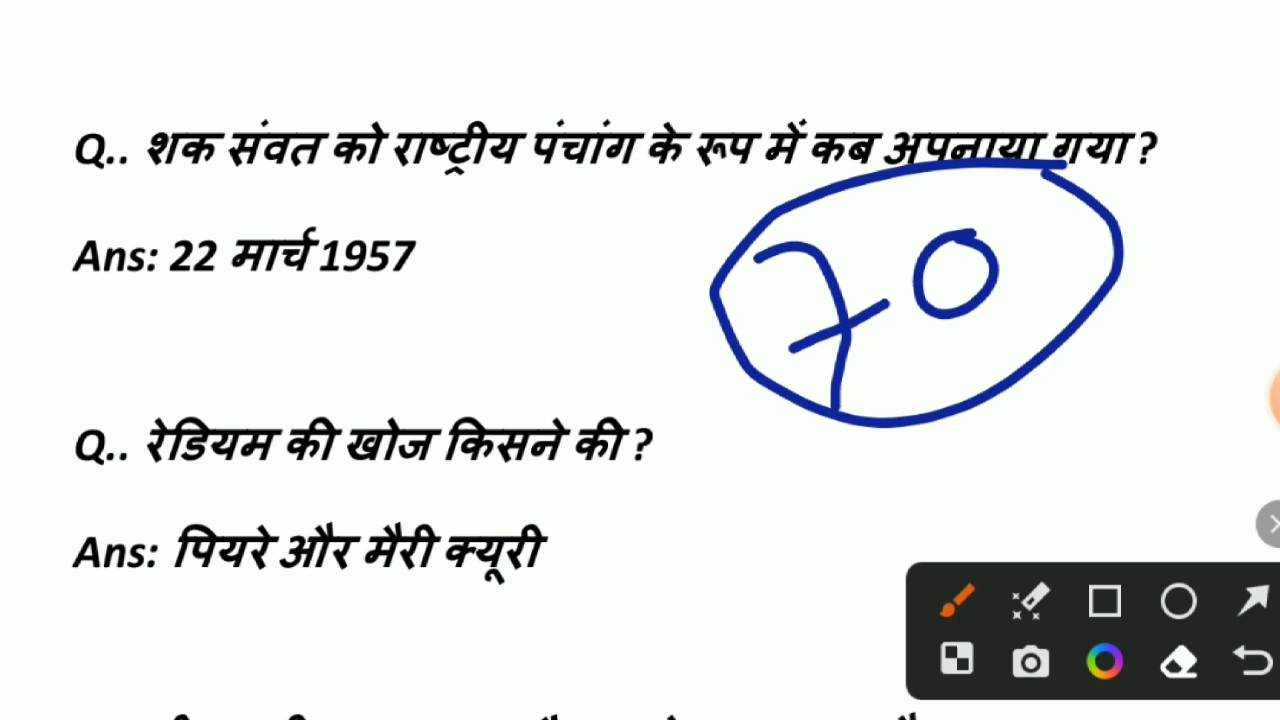 Q.. शक संवत को राष्ट्रीय पंचांग के रूप में कब अपनाया गया ?
Ans: 22 मार्च 1957
70
Q.. रेडियम की खोज किसने की ?
Ans: पियरे और मैरी क्यूरी